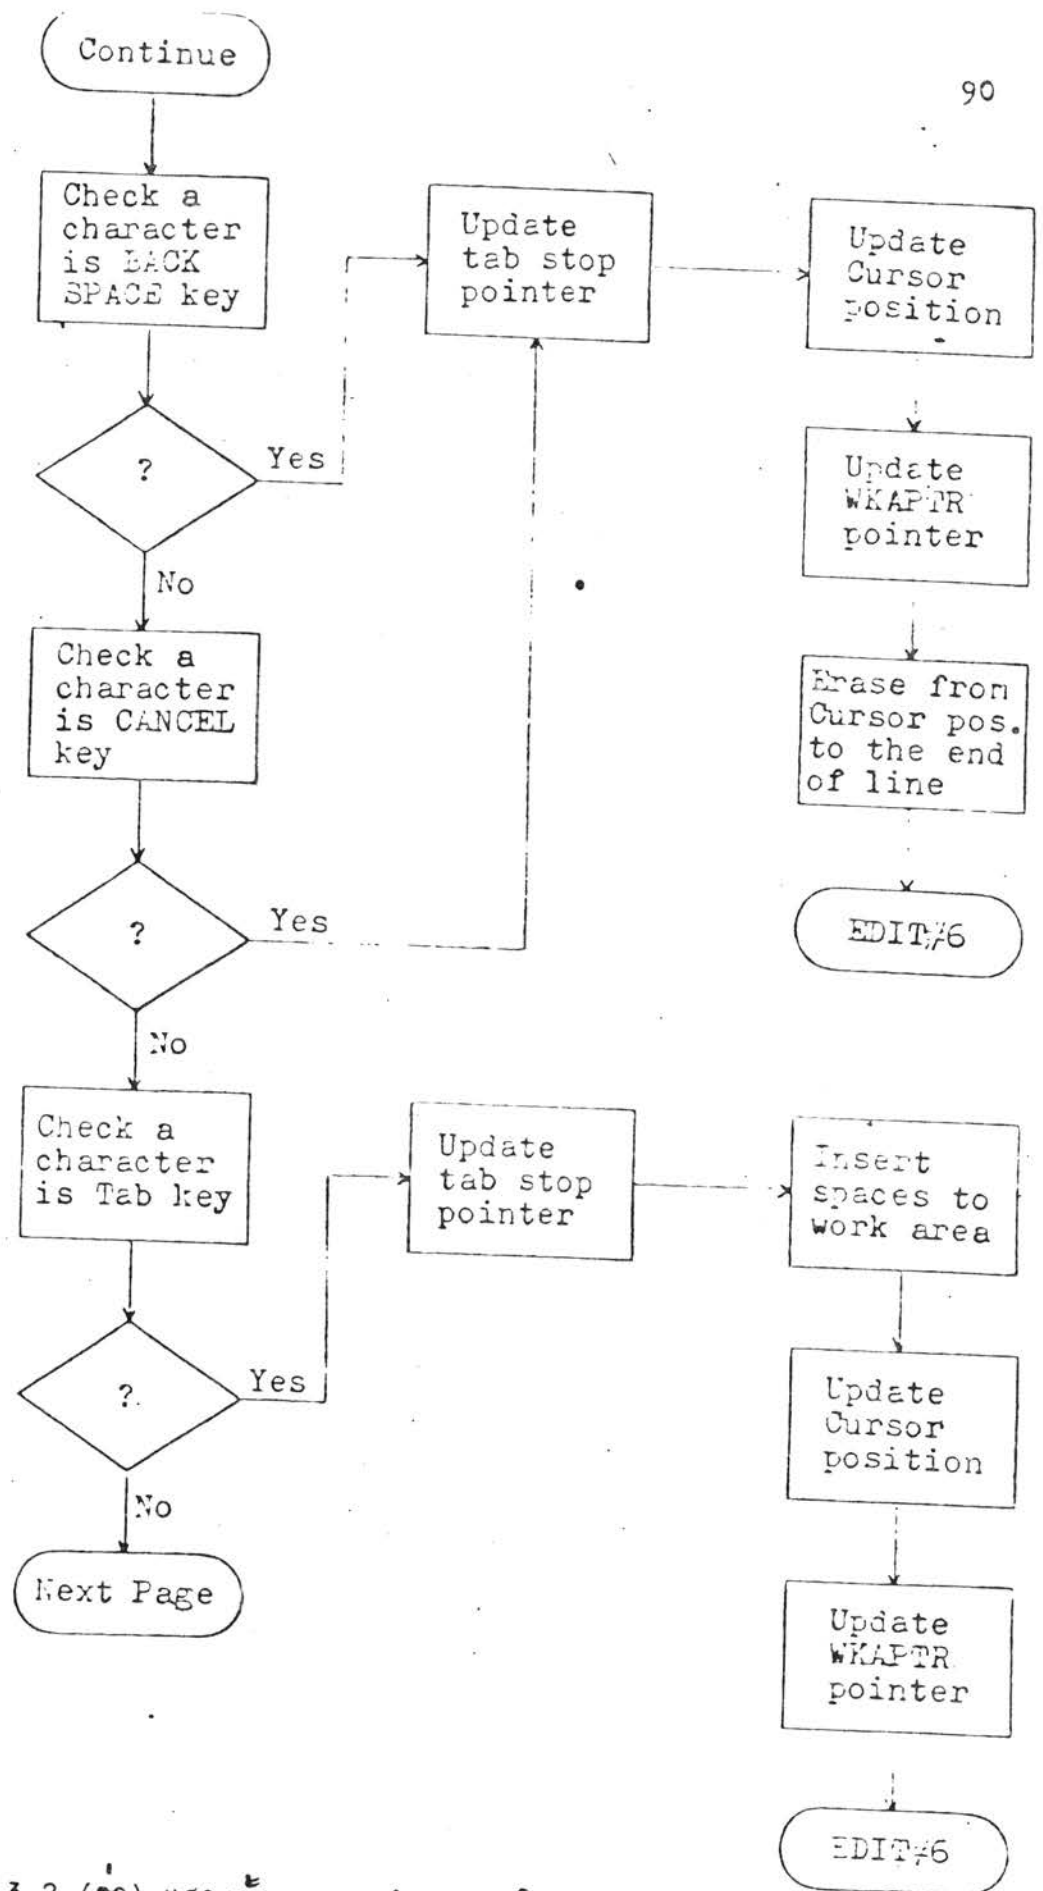 90
Continue
Check a
character
is BACK
SPACE key
?
Yes
No
Update
tab stop
pointer
Update
Cursor
position
Update
WKAPTR
pointer
Erase from
Cursor pos.
to the end
of line
EDIT#6
Check a
character
is CANCEL
key
?
Yes
No
Check a
character
is Tab key
?
Yes
No
Next Page
Update
tab stop
pointer
Insert
spaces to
work area
Update
Cursor
position
Update
WKAPTR
pointer
EDIT#6